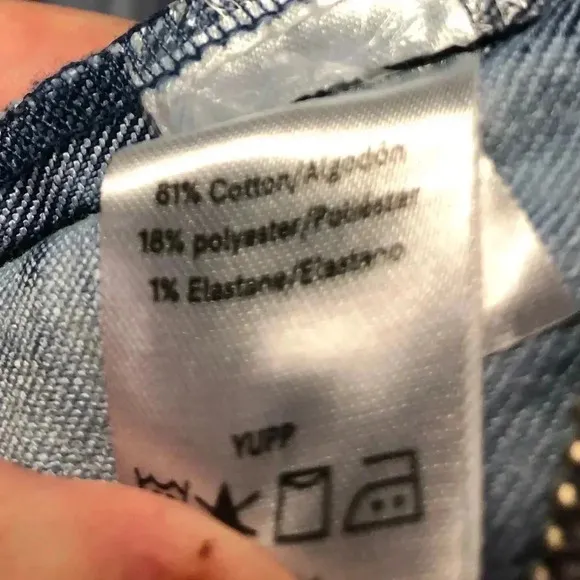 81% Cotton/Algodón
18% polyester/Poliéster
1% Elastane/Elastano
YUPP